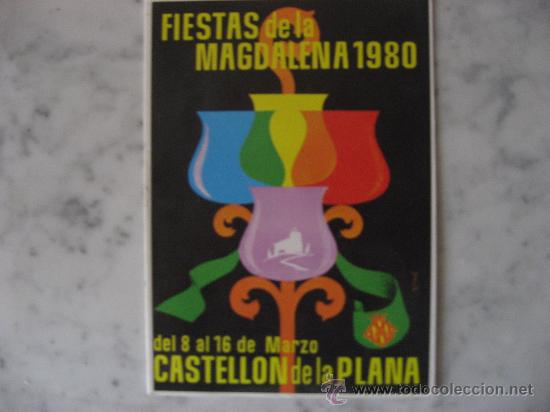 FIESTAS de la
MAGDALENA 1980
del 8 al 16 de Marzo
CASTELLON de la PLANA
www.todocoleccion.net